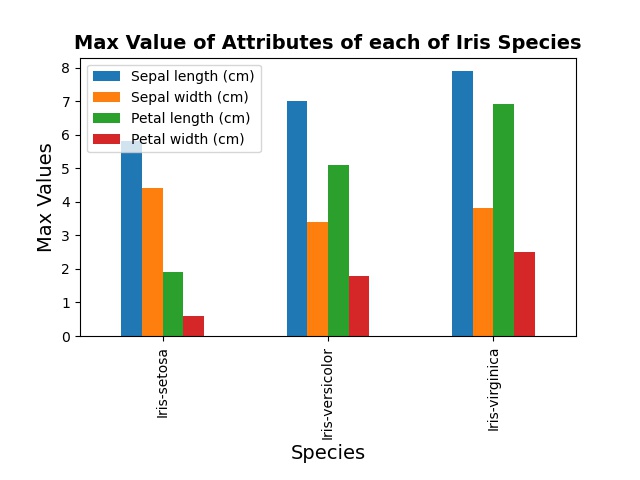 Max Value of Attributes of each of Iris Species
Max Values
8
7
6
5
4
3
2
1
0
Sepal length (cm)
Sepal width (cm)
Petal length (cm)
Petal width (cm)
Iris-setosa
Iris-versicolor
Iris-virginica
Species